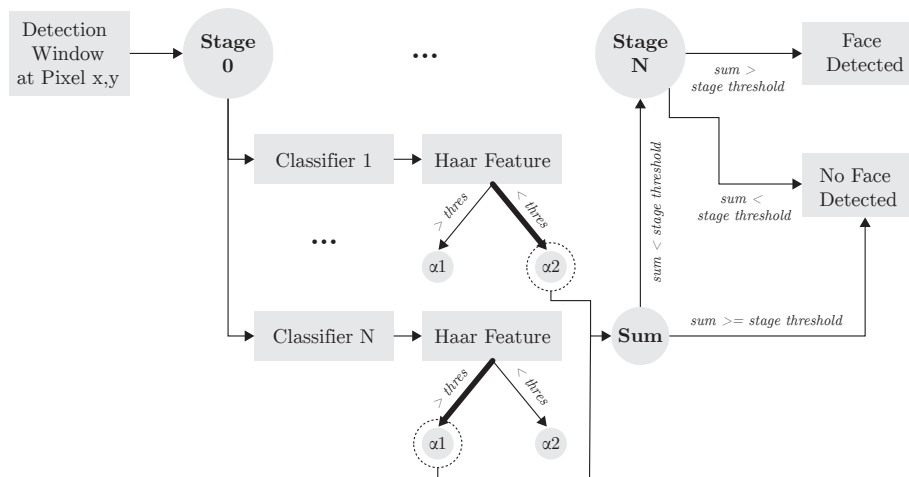 Detection
Window
at Pixel x,y
Stage
0
...
Stage
N
Face
Detected
sum >
stage threshold
Classifier 1
Haar Feature
> thres
< thres
α1
α2
...
sum < stage threshold
No Face
Detected
sum <
stage threshold
Classifier N
Haar Feature
> thres
< thres
α1
α2
Sum
sum >= stage threshold